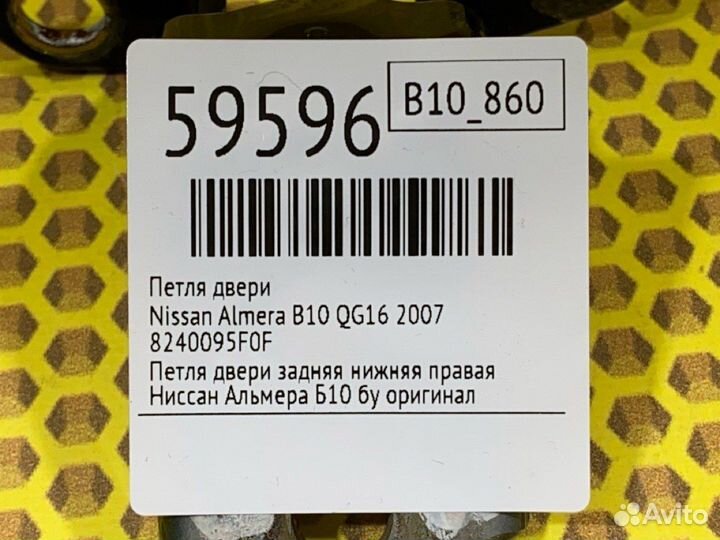 59596
B10_860
Петля двери
Nissan Almera B10 QG16 2007
8240095F0F
Петля двери задняя нижняя правая
Ниссан Альмера Б10 бу оригинал
Avito